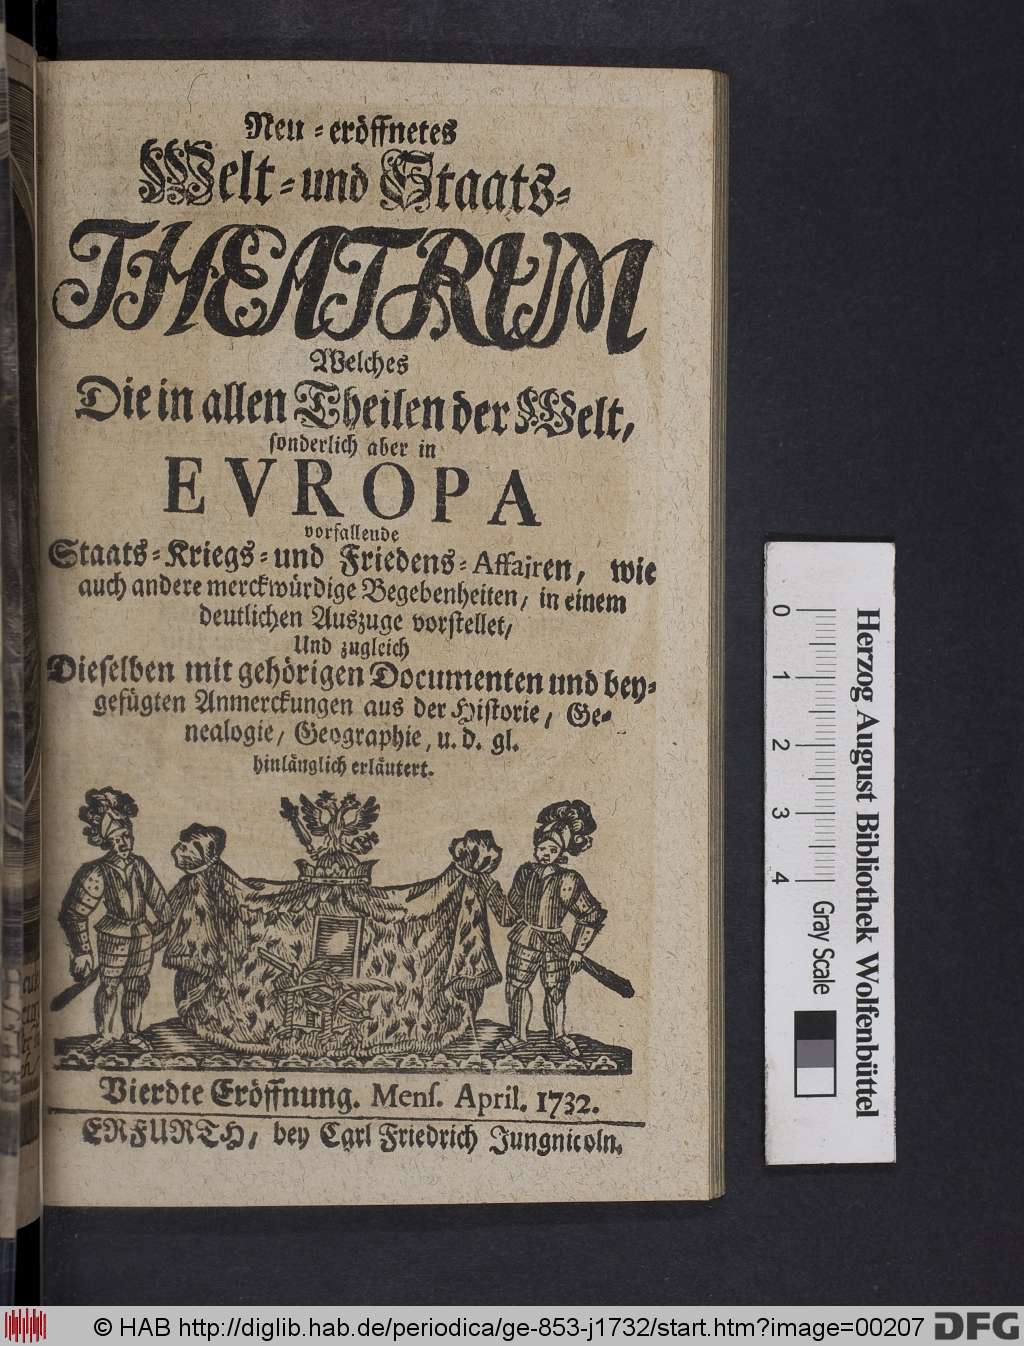 Neu-eröffnetes
Welt-und Staats-
THEATRUM
Welches
Die in allen Theilen der Welt,
sonderlich aber in
EVROPA
vorfallende
Staats-Kriegs-und Friedens-Affairen, wie
auch andere merckwürdige Begebenheiten, in einem
deutlichen Auszuge vorstellet,
Und zugleich
Dieselben mit gehörigen Documenten und bey-
gefügten Anmerckungen aus der Historie, Ge-
nealogie, Geographie, u. d. gl.
hinlänglich erläutert.
Vierdte Eröffnung. Menſ. April. 1732.
ERFURTH, bey Carl Friedrich Jungnicoln.
Herzog August Bibliothek Wolfenbüttel
0 1 2 3 4 Gray Scale
© HAB http://diglib.hab.de/periodica/ge-853-j1732/start.htm?image=00207
DFG